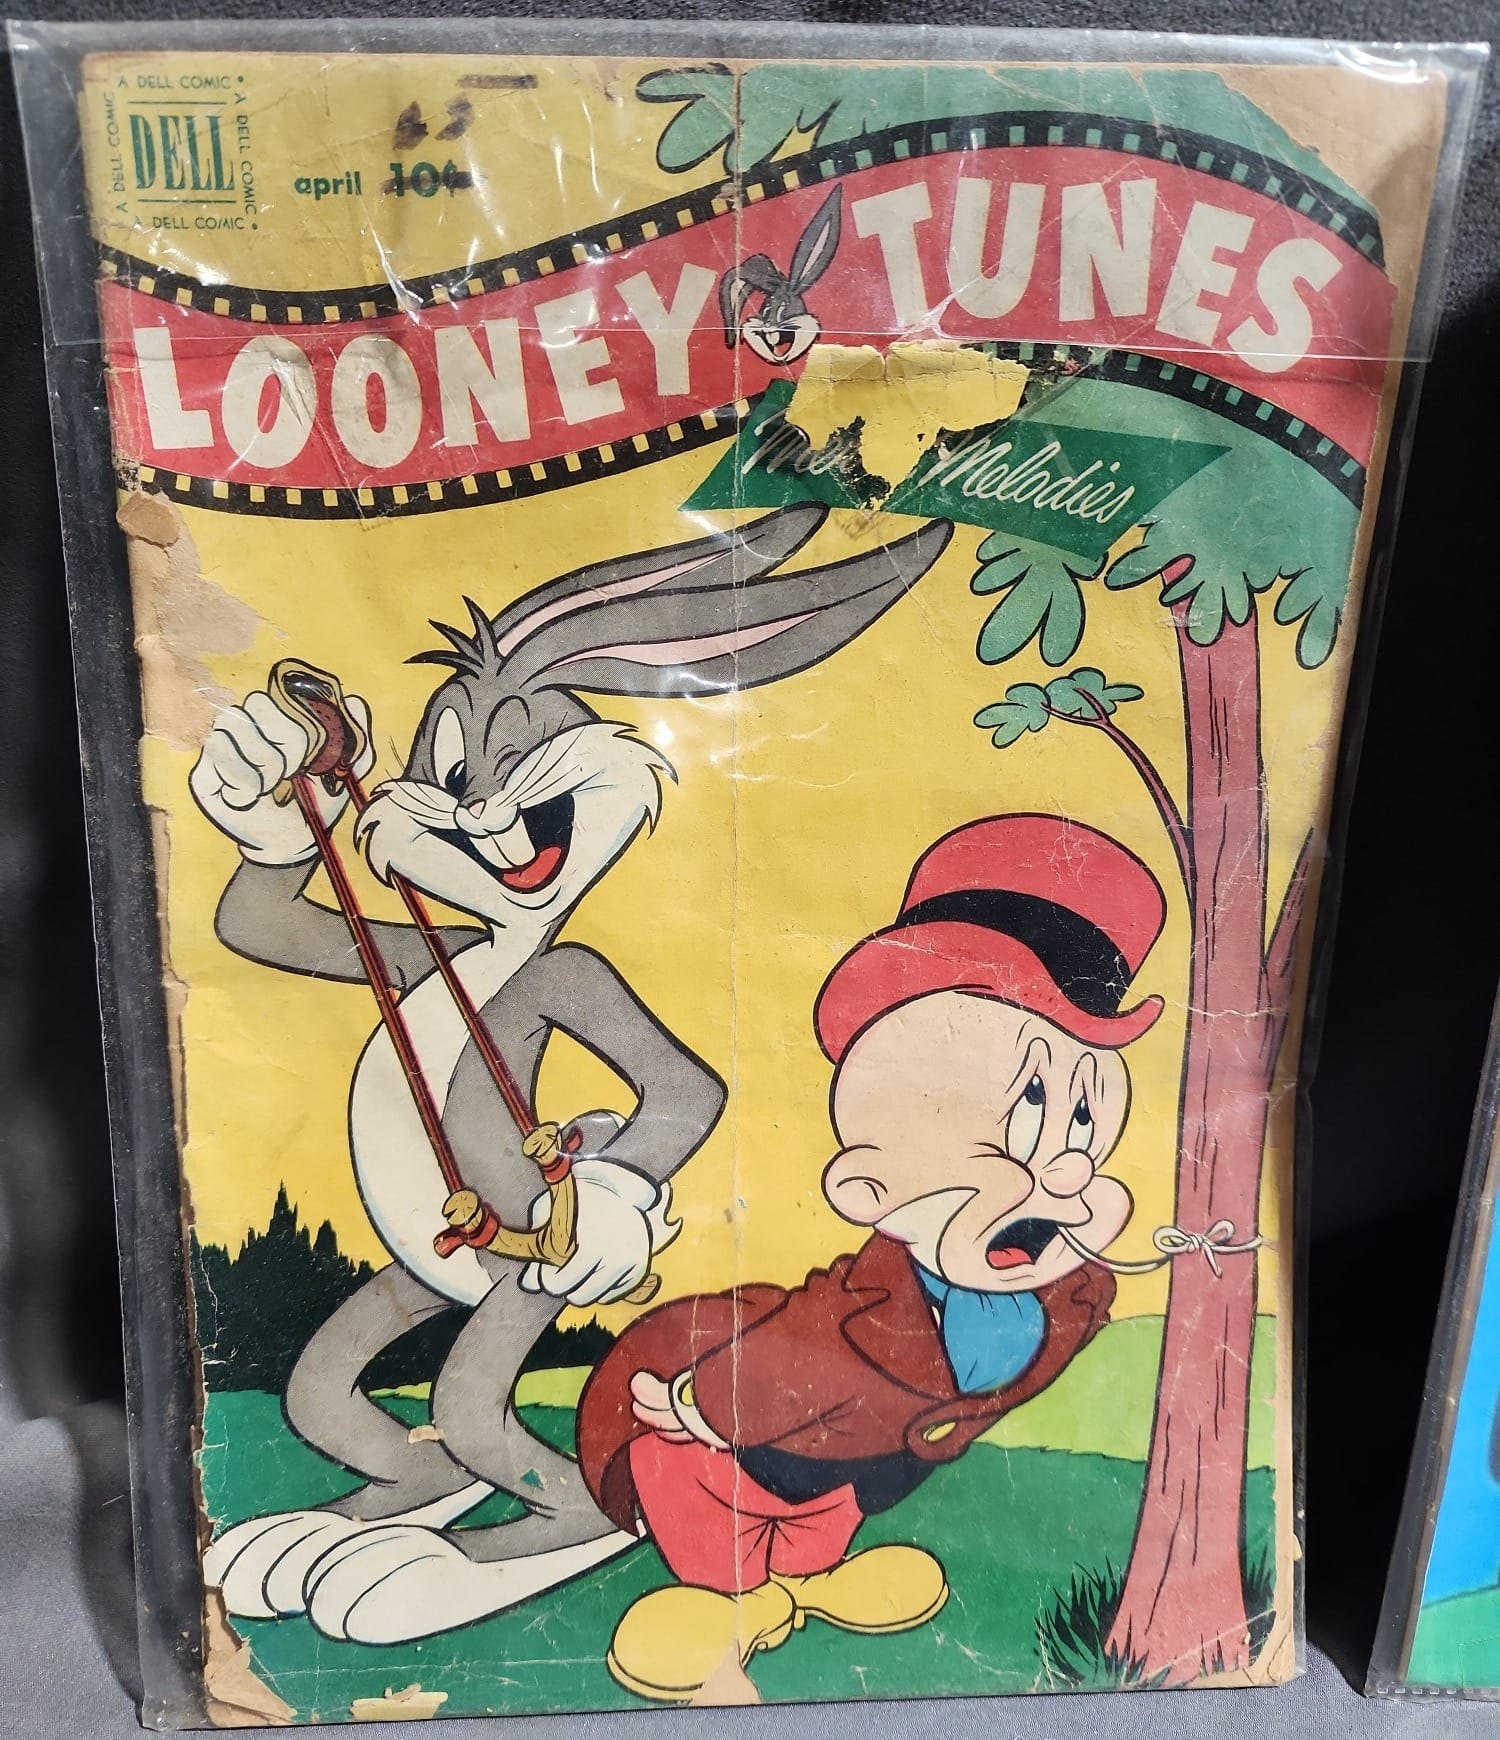 A DELL COMIC •
A DELL COMIC
DELL
A DELL COMIC •
A DELL COMIC •
april 10¢
LOONEY TUNES
Melodies